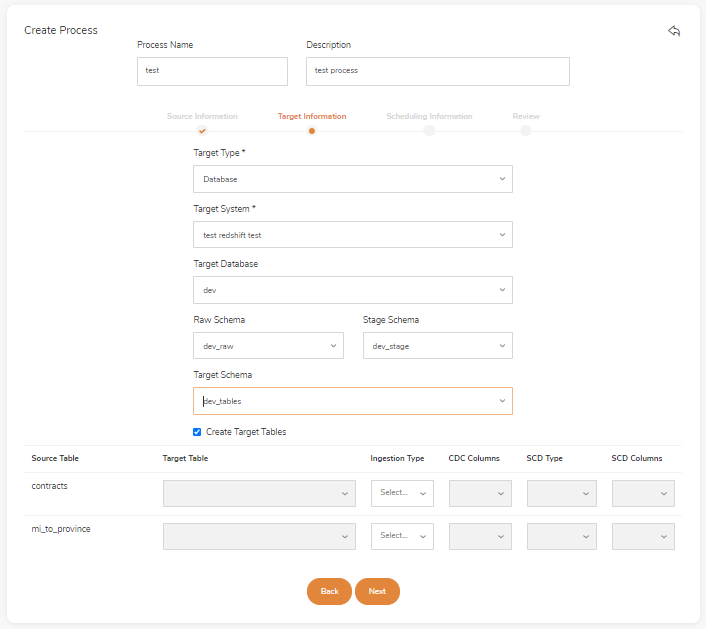 Create Process
Process Name Description
test test process
Source Information Target Information Scheduling Information Review
Target Type *
Database
Target System *
test redshift test
Target Database
dev
Raw Schema Stage Schema
dev_raw dev_stage
Target Schema
dev_tables
Create Target Tables
Source Table Target Table Ingestion Type CDC Columns SCD Type SCD Columns
contracts Select...
mi_to_province Select...
Back Next